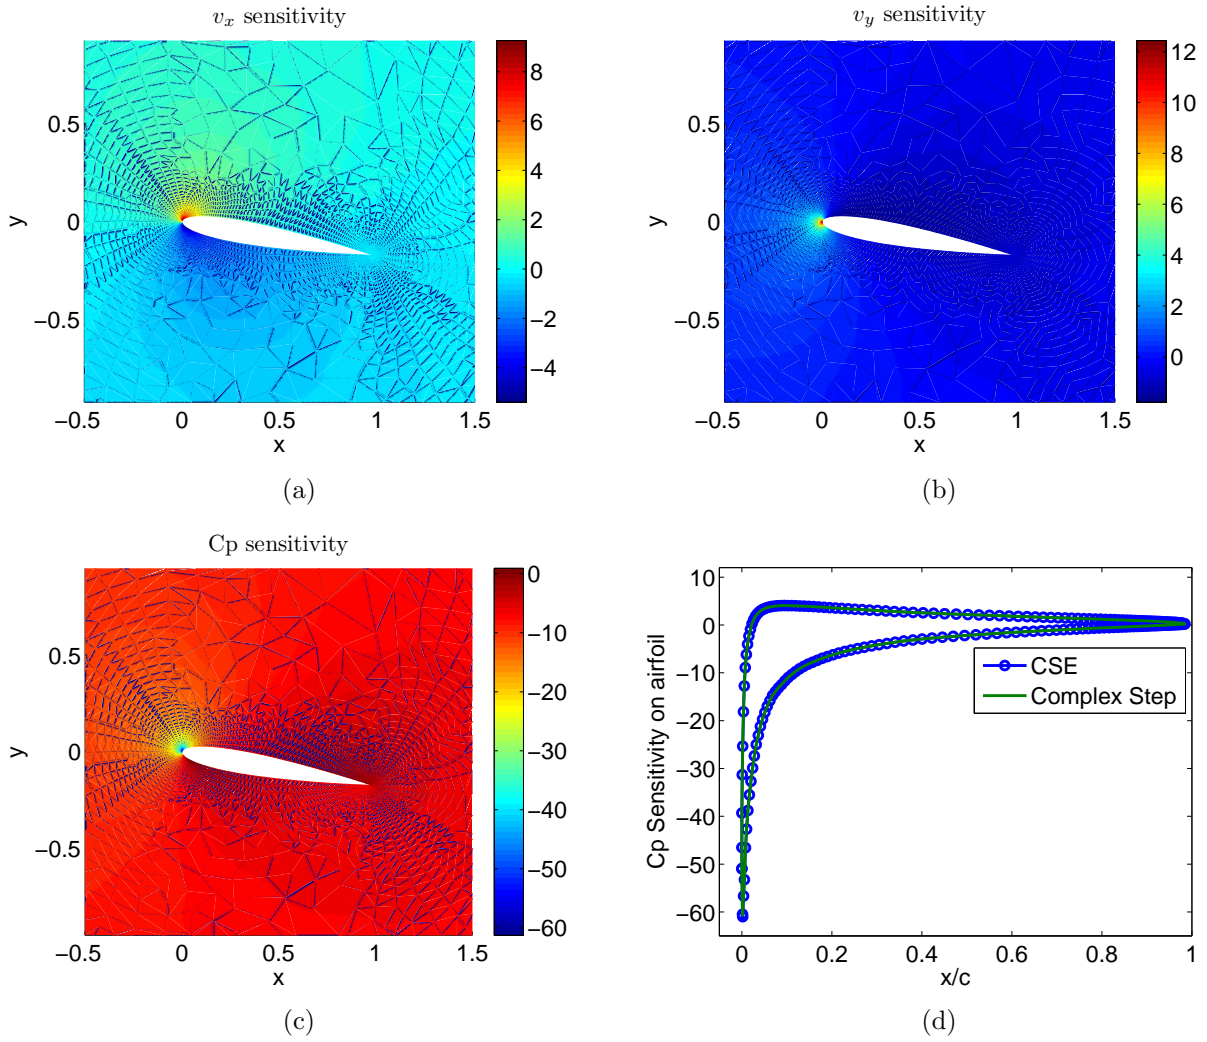 vx sensitivity
8
6
4
2
0
−2
−4
0.5
0
−0.5
y
−0.5 0 0.5 1 1.5
x
(a)
vy sensitivity
12
10
8
6
4
2
0
0.5
0
−0.5
y
−0.5 0 0.5 1 1.5
x
(b)
Cp sensitivity
0
−10
−20
−30
−40
−50
−60
0.5
0
−0.5
y
−0.5 0 0.5 1 1.5
x
(c)
10
0
−10
−20
−30
−40
−50
−60
Cp Sensitivity on airfoil
CSE
Complex Step
0 0.2 0.4 0.6 0.8 1
x/c
(d)